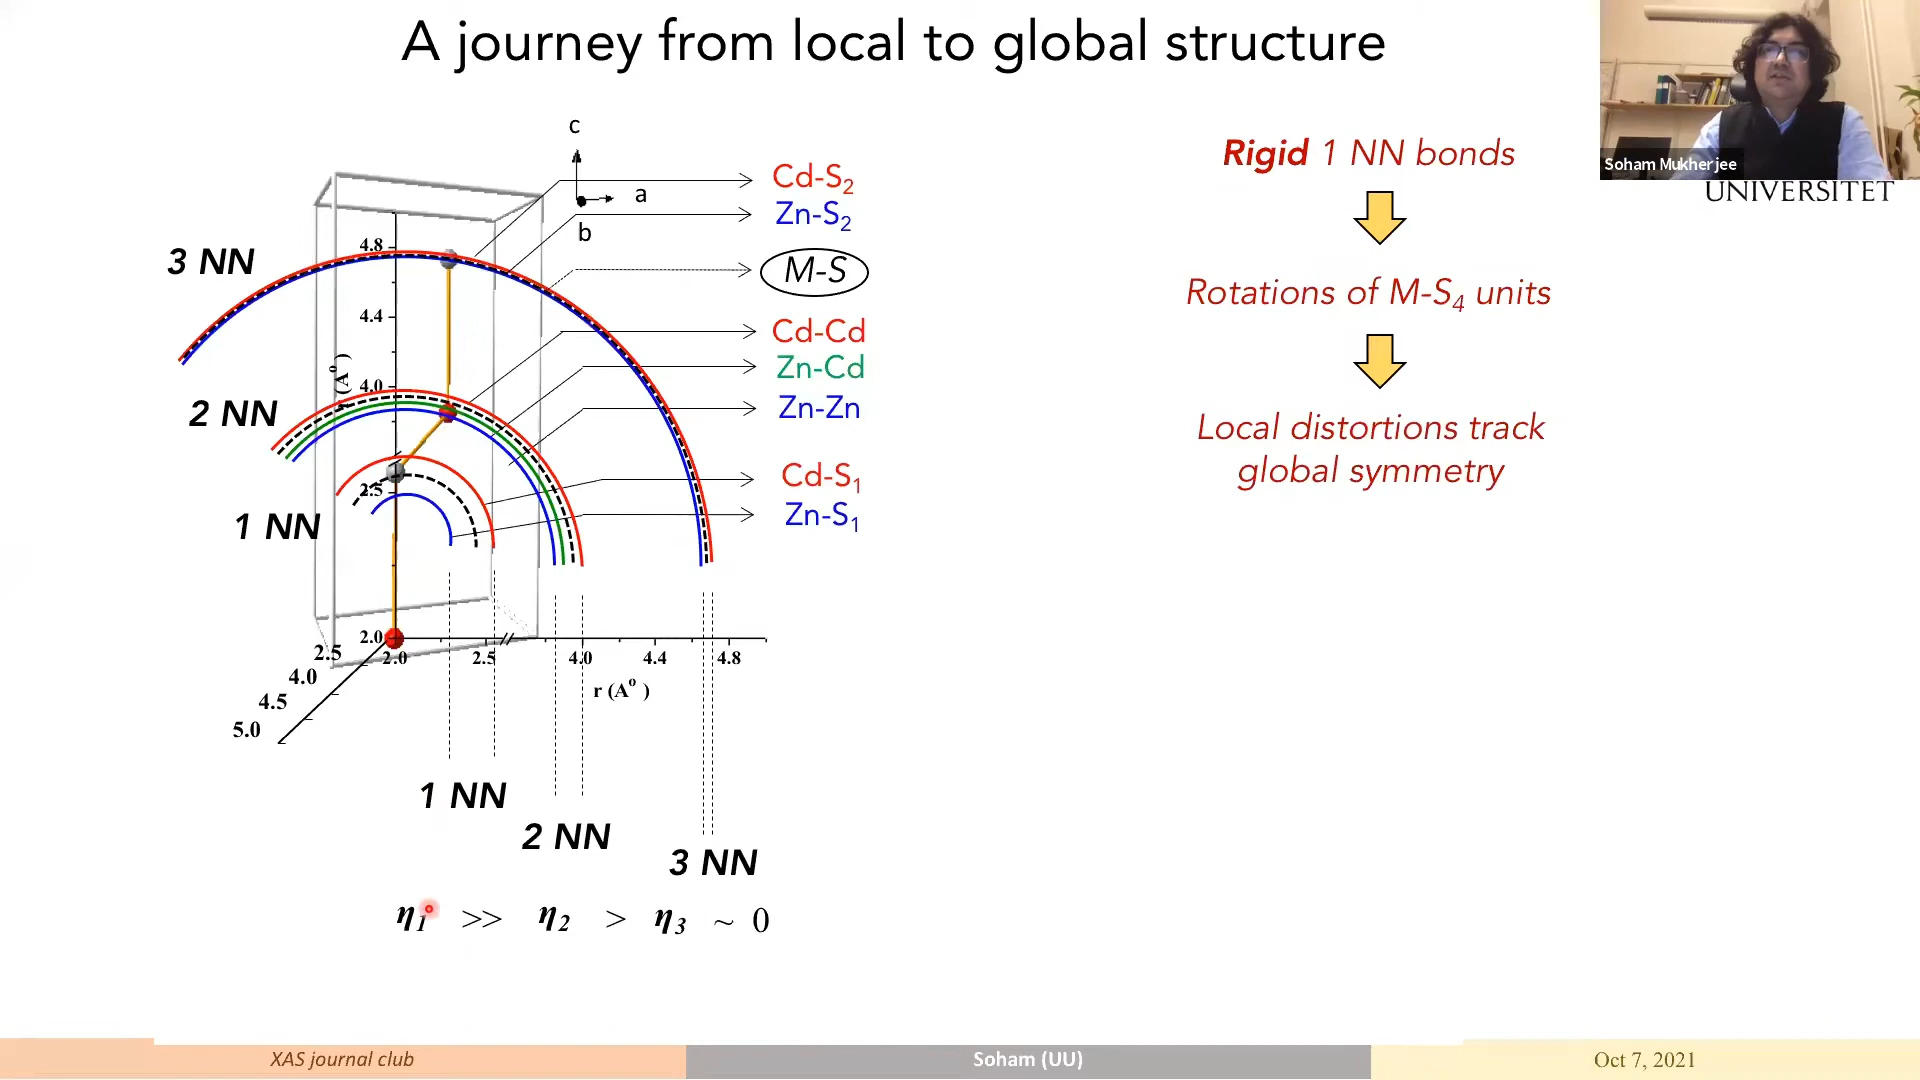 A journey from local to global structure
Soham Mukherjee
UNIVERSITET
c
a
b
Cd-S2
Zn-S2
M-S
Cd-Cd
Zn-Cd
Zn-Zn
Cd-S1
Zn-S1
3 NN
2 NN
1 NN
4.8
4.4
4.0
2.5
2.0
(A°)
2.0
2.5
4.0
4.4
4.8
r (A°)
2.5
4.0
4.5
5.0
1 NN
2 NN
3 NN
η1 >> η2 > η3 ~ 0
Rigid 1 NN bonds
Rotations of M-S4 units
Local distortions track
global symmetry
XAS journal club
Soham (UU)
Oct 7, 2021